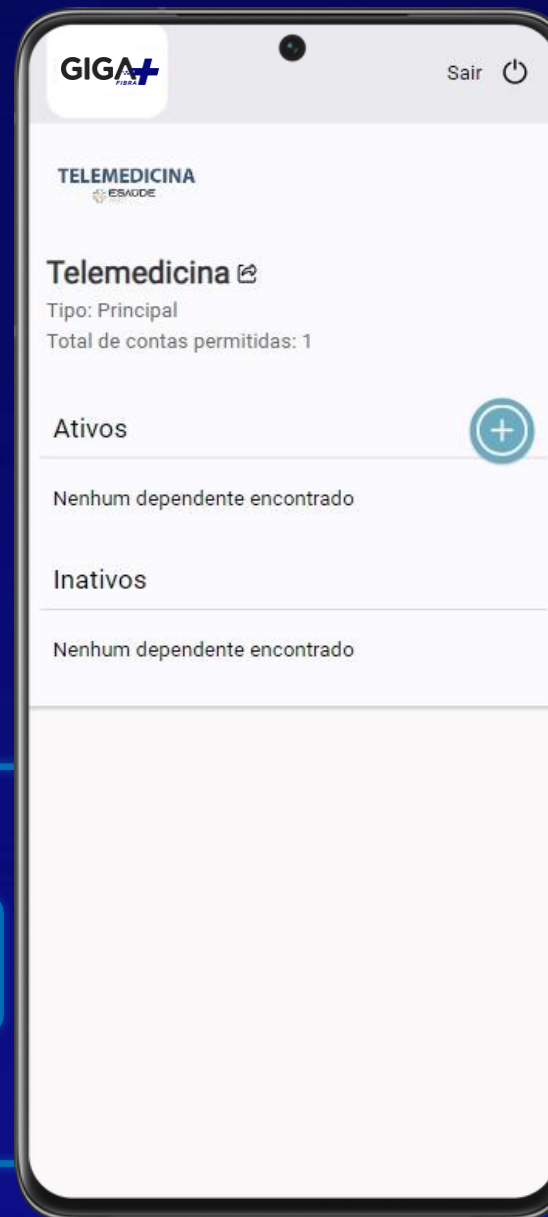 GIGA+
FIBRA
Sair
TELEMEDICINA
ESAÚDE
Telemedicina
Tipo: Principal
Total de contas permitidas: 1
Ativos
Nenhum dependente encontrado
Inativos
Nenhum dependente encontrado